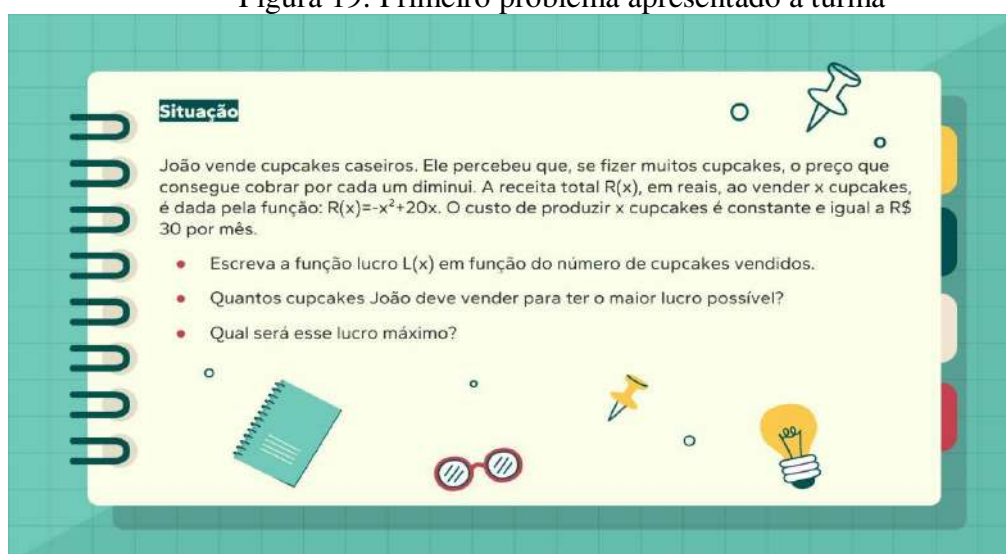 Figura 19: Primeiro problema apresentado à turma
Situação
João vende cupcakes caseiros. Ele percebeu que, se fizer muitos cupcakes, o preço que
consegue cobrar por cada um diminui. A receita total R(x), em reais, ao vender x cupcakes,
é dada pela função: R(x)=-x²+20x. O custo de produzir x cupcakes é constante e igual a R$
30 por mês.
• Escreva a função lucro L(x) em função do número de cupcakes vendidos.
• Quantos cupcakes João deve vender para ter o maior lucro possível?
• Qual será esse lucro máximo?